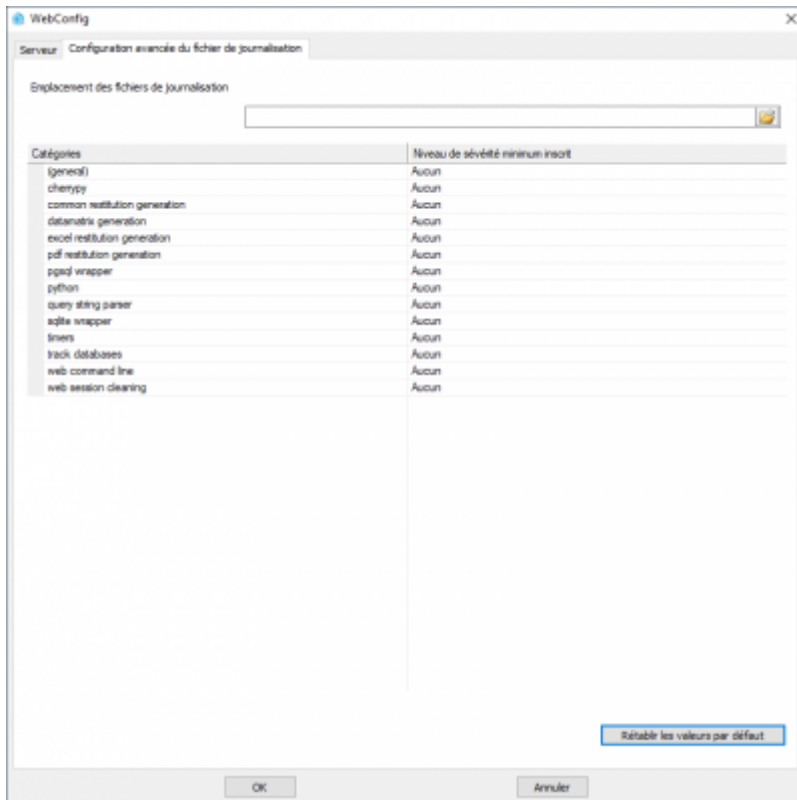 WebConfig
Serveur Configuration avancée du fichier de journalisation
Emplacement des fichiers de journalisation
Catégories Niveau de sévérité minimum inscrit
(general) Aucun
cherrypy Aucun
common restitution generation Aucun
datamatrix generation Aucun
excel restitution generation Aucun
pdf restitution generation Aucun
pgsql wrapper Aucun
python Aucun
query string parser Aucun
sqlite wrapper Aucun
timers Aucun
track databases Aucun
web command line Aucun
web session cleaning Aucun
Rétablir les valeurs par défaut
OK Annuler